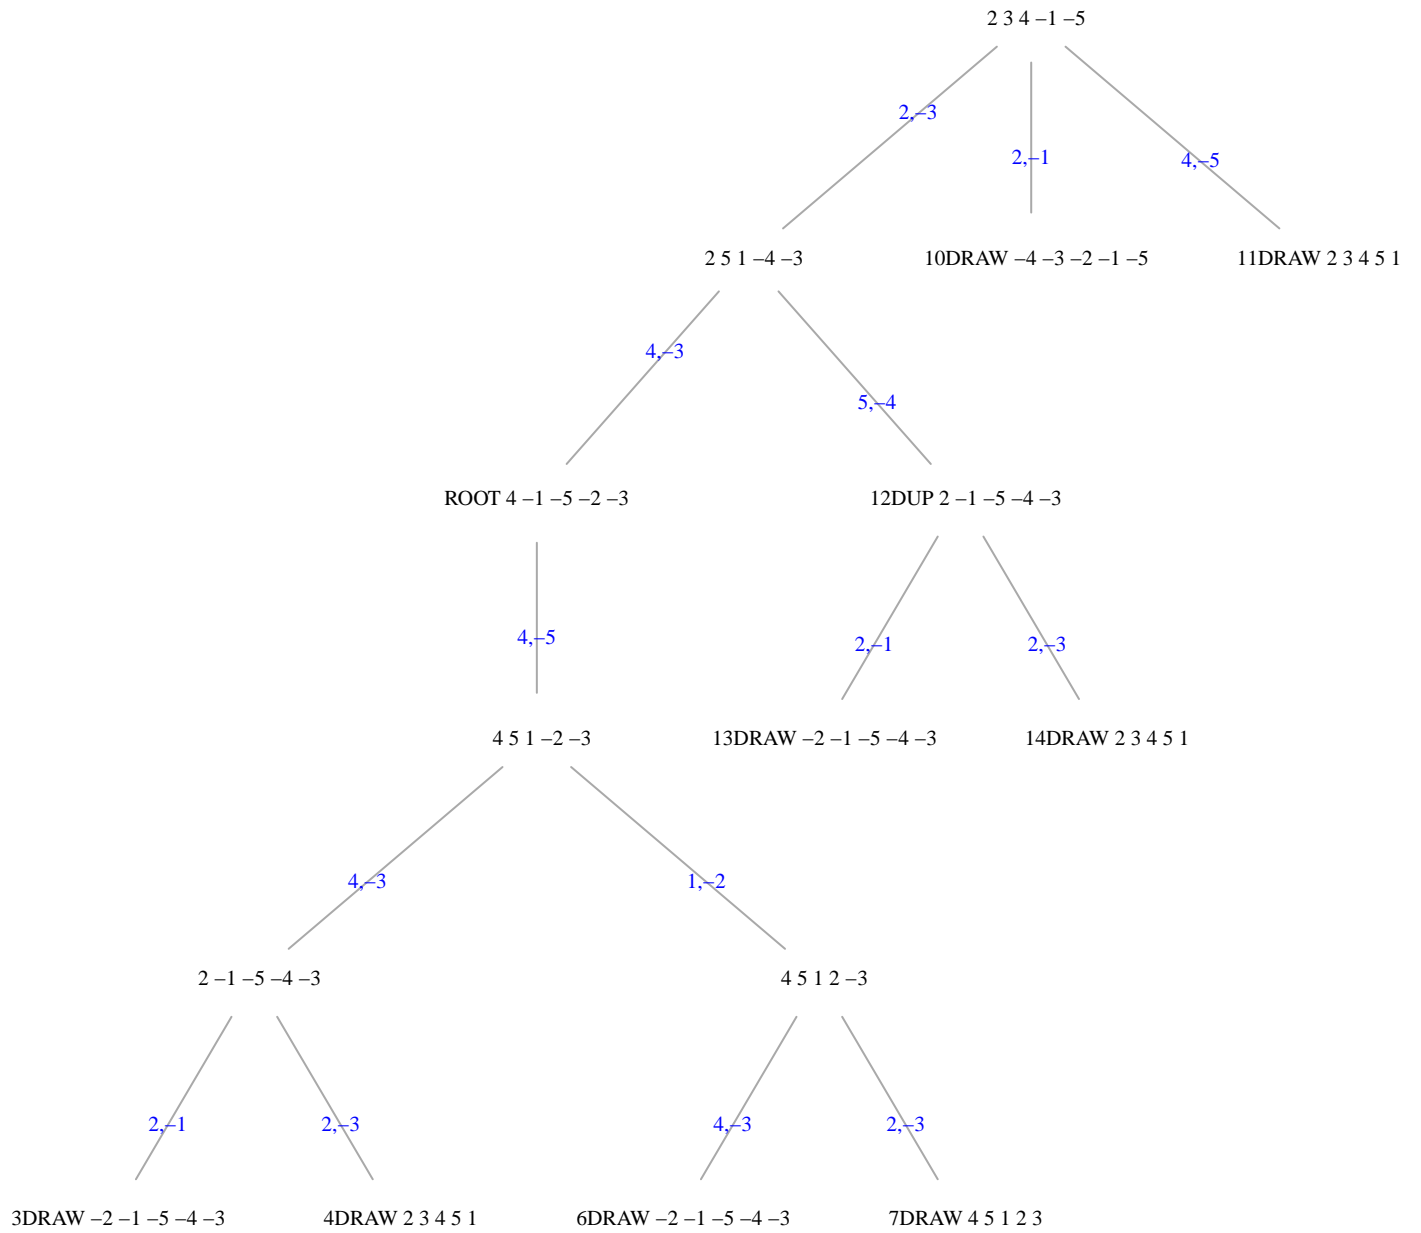 2 3 4 –1 –5
2,–3
2,–1
4,–5
2 5 1 –4 –3
10DRAW –4 –3 –2 –1 –5
11DRAW 2 3 4 5 1
4,–3
5,–4
ROOT 4 –1 –5 –2 –3
12DUP 2 –1 –5 –4 –3
4,–5
2,–1
2,–3
4 5 1 –2 –3
13DRAW –2 –1 –5 –4 –3
14DRAW 2 3 4 5 1
4,–3
1,–2
2 –1 –5 –4 –3
4 5 1 2 –3
2,–1
2,–3
4,–3
2,–3
3DRAW –2 –1 –5 –4 –3
4DRAW 2 3 4 5 1
6DRAW –2 –1 –5 –4 –3
7DRAW 4 5 1 2 3